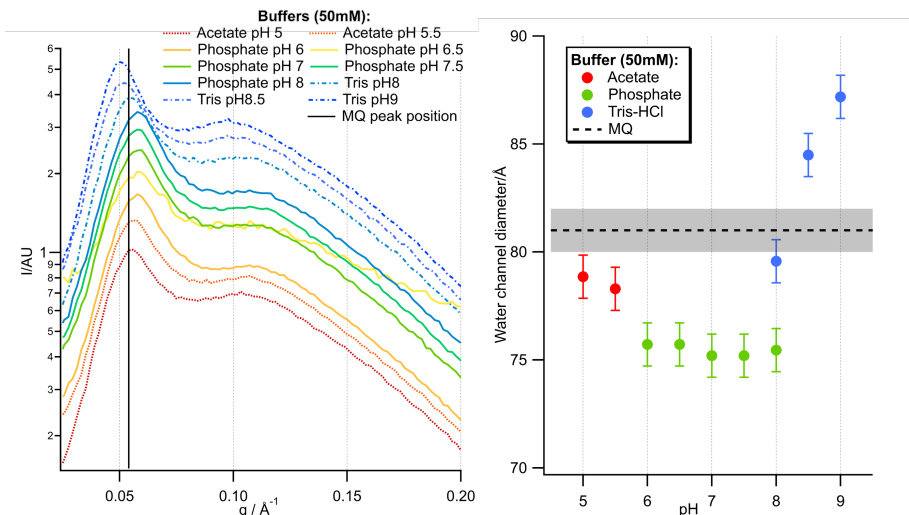 Buffers (50mM):
Acetate pH 5 Acetate pH 5.5
Phosphate pH 6 Phosphate pH 6.5
Phosphate pH 7 Phosphate pH 7.5
Phosphate pH 8 Tris pH8
Tris pH8.5 Tris pH9
MQ peak position
6
5
4
3
2
1
9
8
7
6
5
4
3
2
I/AU
0.05 0.10 0.15 0.20
q / Å⁻¹
90
85
80
75
70
Water channel diameter/Å
Buffer (50mM):
Acetate
Phosphate
Tris-HCl
MQ
5 6 7 8 9
pH